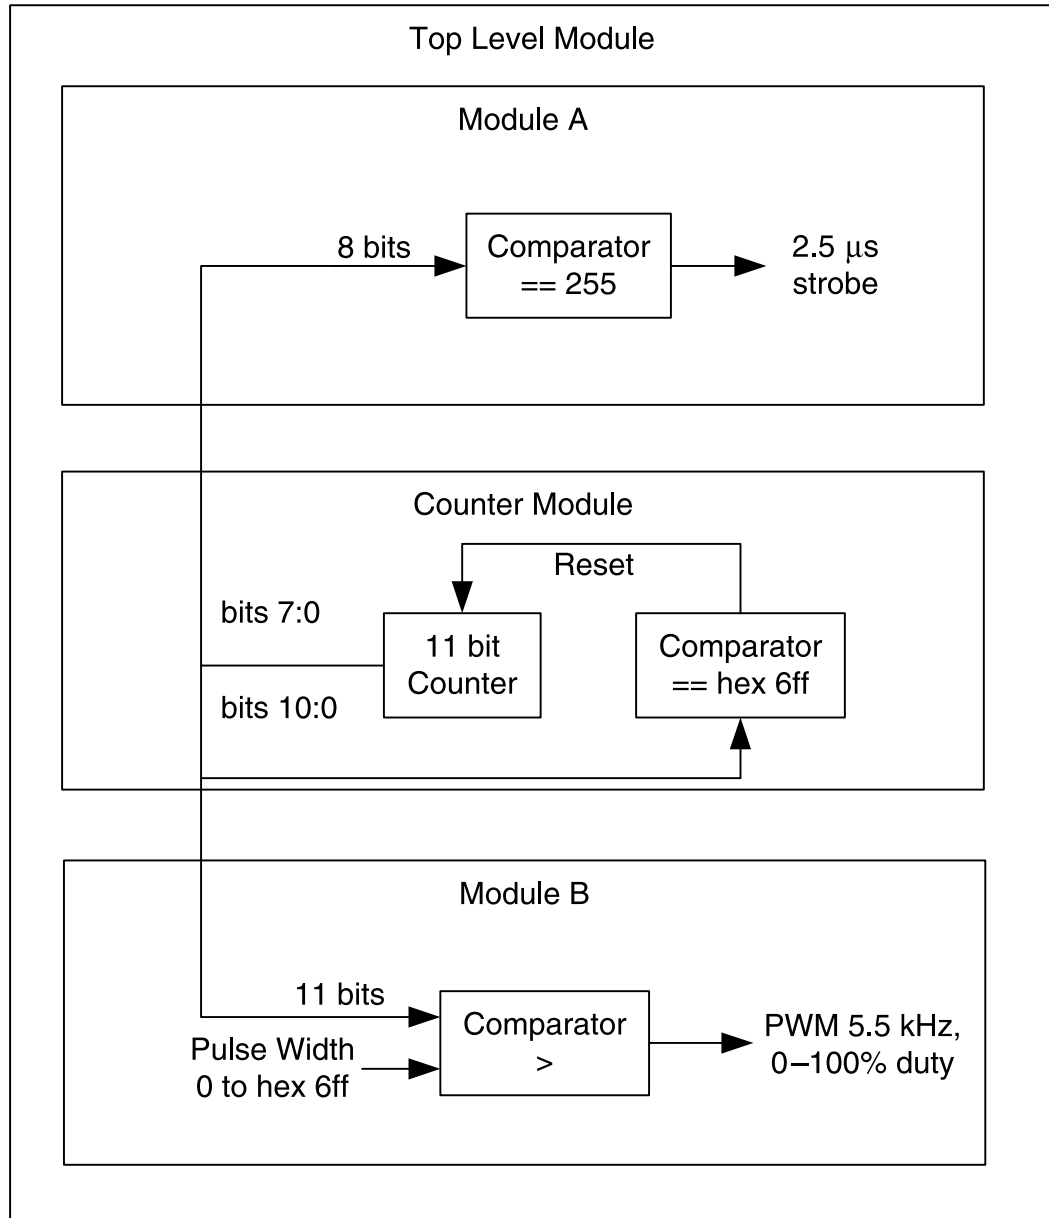 Top Level Module
Module A
8 bits
Comparator
== 255
2.5 μs
strobe
Counter Module
Reset
bits 7:0
11 bit
Counter
Comparator
== hex 6ff
bits 10:0
Module B
11 bits
Pulse Width
0 to hex 6ff
Comparator
>
PWM 5.5 kHz,
0–100% duty